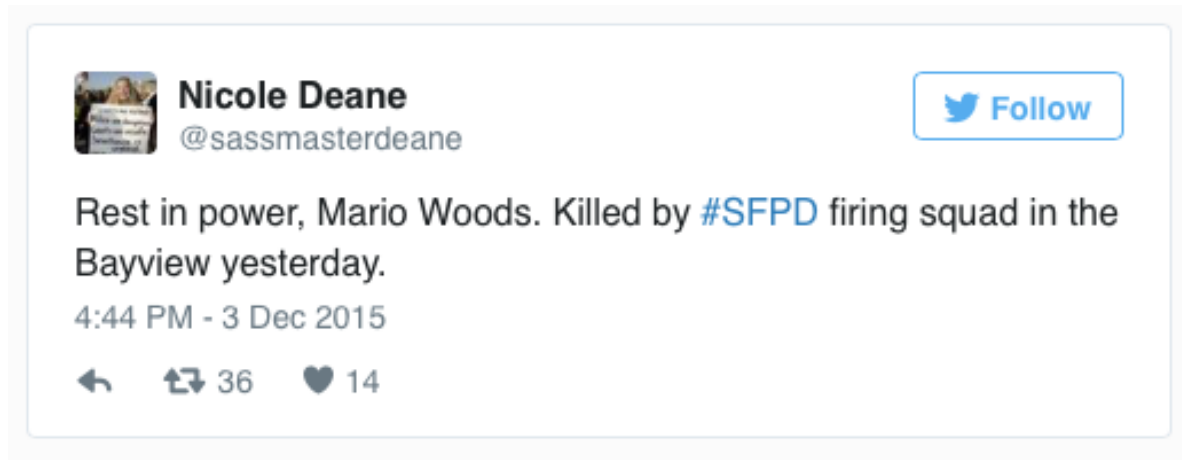 Nicole Deane
@sassmasterdeane
Follow
Rest in power, Mario Woods. Killed by #SFPD firing squad in the
Bayview yesterday.
4:44 PM - 3 Dec 2015
36 14